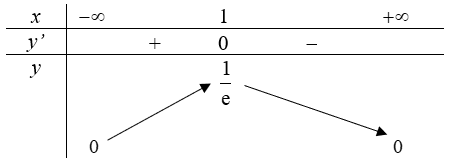 x −∞ 1 +∞
y’ + 0 −
y 1/e
0 0